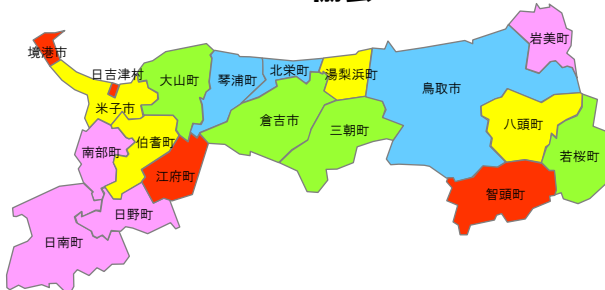 岩美町
境港市
日吉津村
大山町
琴浦町
北栄町
湯梨浜町
鳥取市
米子市
倉吉市
三朝町
八頭町
南部町
伯耆町
若桜町
江府町
智頭町
日野町
日南町